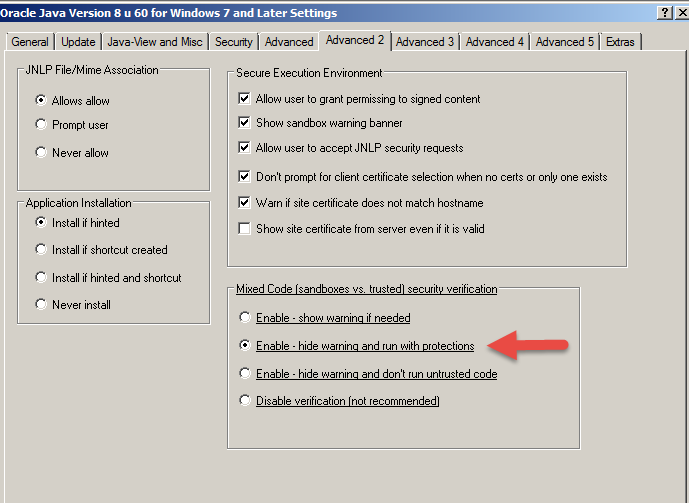 Oracle Java Version 8 u 60 for Windows 7 and Later Settings
General Update Java-View and Misc Security Advanced Advanced 2 Advanced 3 Advanced 4 Advanced 5 Extras
JNLP File/Mime Association
Allows allow
Prompt user
Never allow
Application Installation
Install if hinted
Install if shortcut created
Install if hinted and shortcut
Never install
Secure Execution Environment
Allow user to grant permissing to signed content
Show sandbox warning banner
Allow user to accept JNLP security requests
Don't prompt for client certificate selection when no certs or only one exists
Warn if site certificate does not match hostname
Show site certificate from server even if it is valid
Mixed Code (sandboxes vs. trusted) security verification
Enable - show warning if needed
Enable - hide warning and run with protections
Enable - hide warning and don't run untrusted code
Disable verification (not recommended)